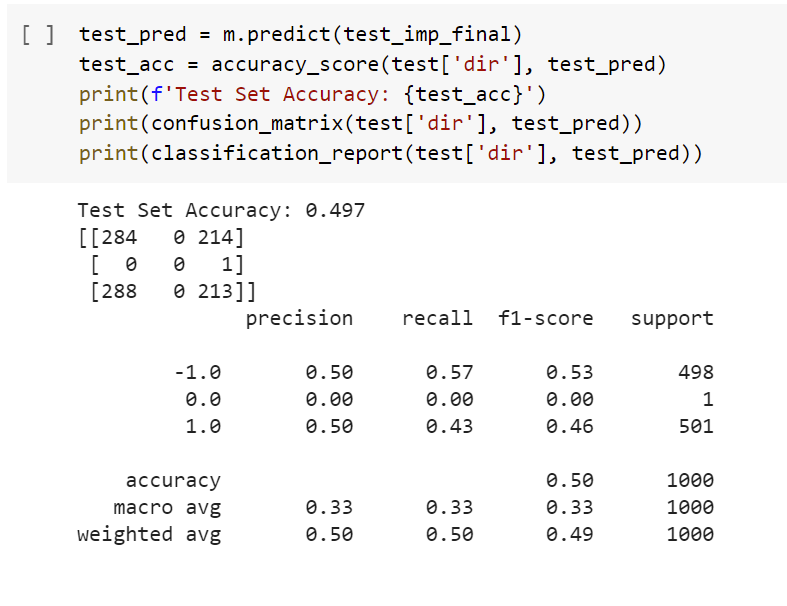 [ ] test_pred = m.predict(test_imp_final)
test_acc = accuracy_score(test['dir'], test_pred)
print(f'Test Set Accuracy: {test_acc}')
print(confusion_matrix(test['dir'], test_pred))
print(classification_report(test['dir'], test_pred))
Test Set Accuracy: 0.497
[[284   0 214]
 [  0   0   1]
 [288   0 213]]
              precision    recall  f1-score   support
        -1.0       0.50      0.57      0.53       498
         0.0       0.00      0.00      0.00         1
         1.0       0.50      0.43      0.46       501
    accuracy                           0.50      1000
   macro avg       0.33      0.33      0.33      1000
weighted avg       0.50      0.50      0.49      1000